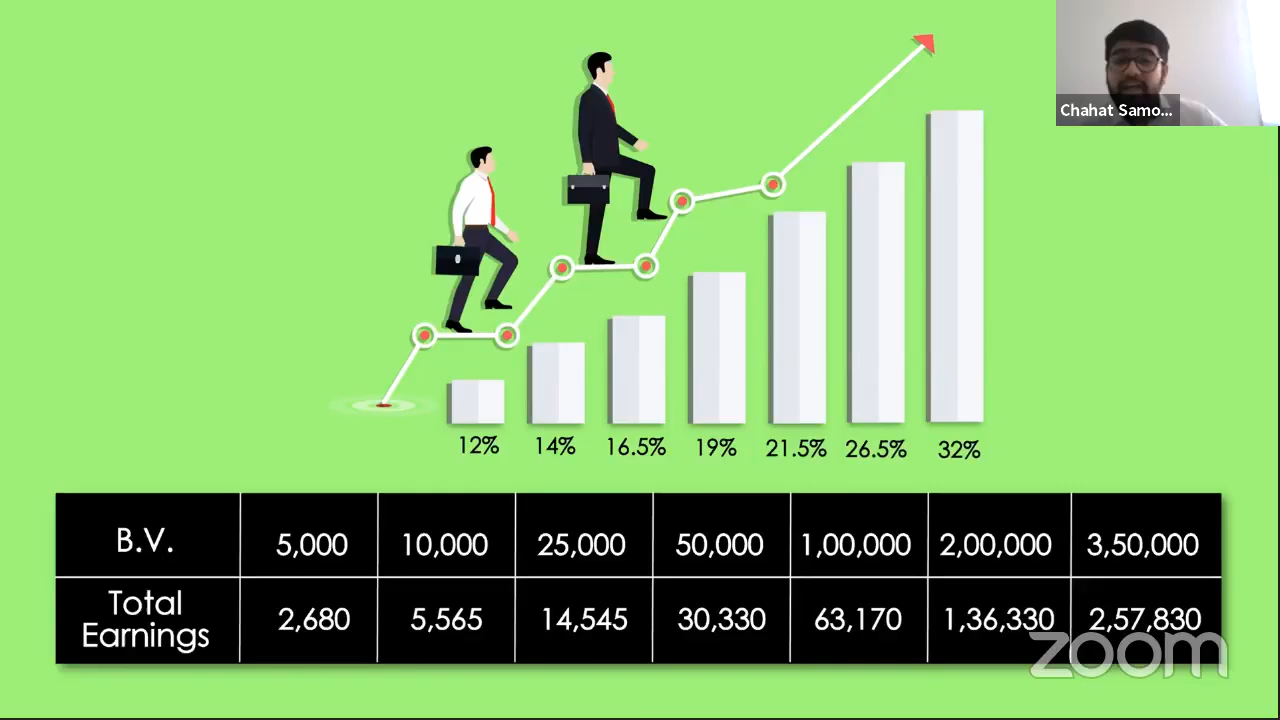 Chahat Samo...
12% 14% 16.5% 19% 21.5% 26.5% 32%
B.V. 5,000 10,000 25,000 50,000 1,00,000 2,00,000 3,50,000
Total
Earnings 2,680 5,565 14,545 30,330 63,170 1,36,330 2,57,830
zoom